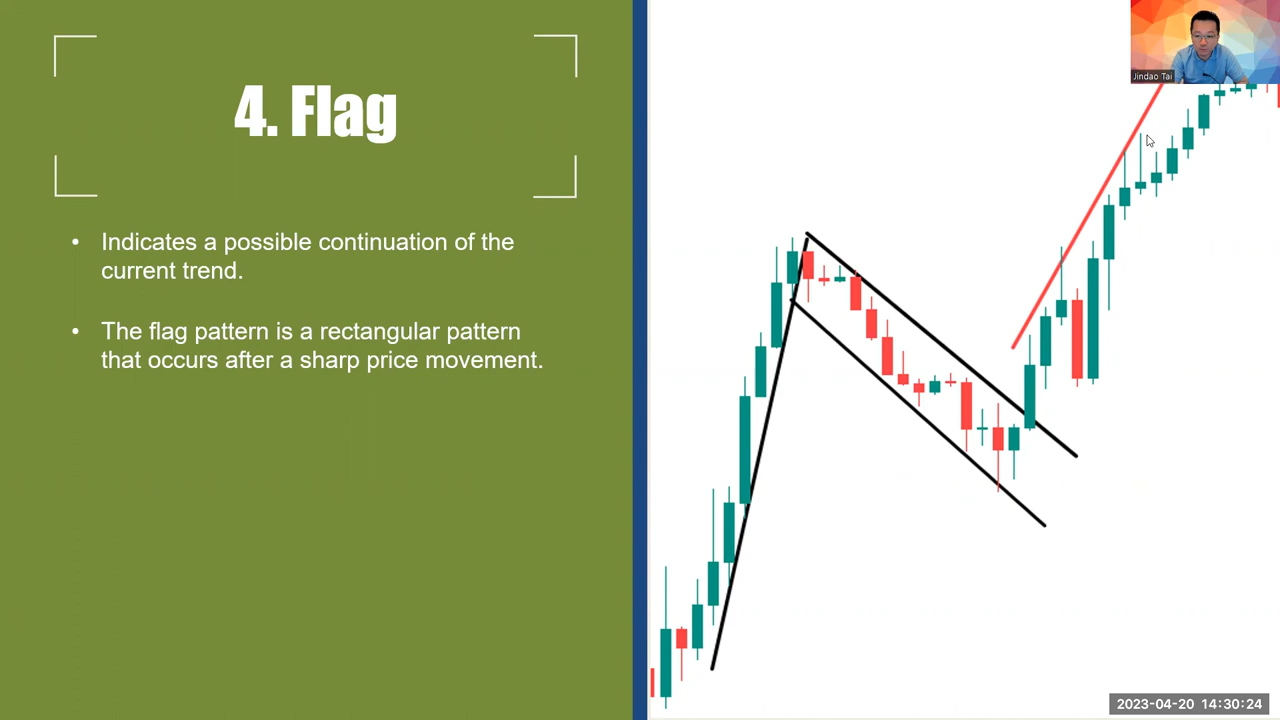 4. Flag
• Indicates a possible continuation of the
current trend.
• The flag pattern is a rectangular pattern
that occurs after a sharp price movement.
Jindao Tai
2023-04-20 14:30:24